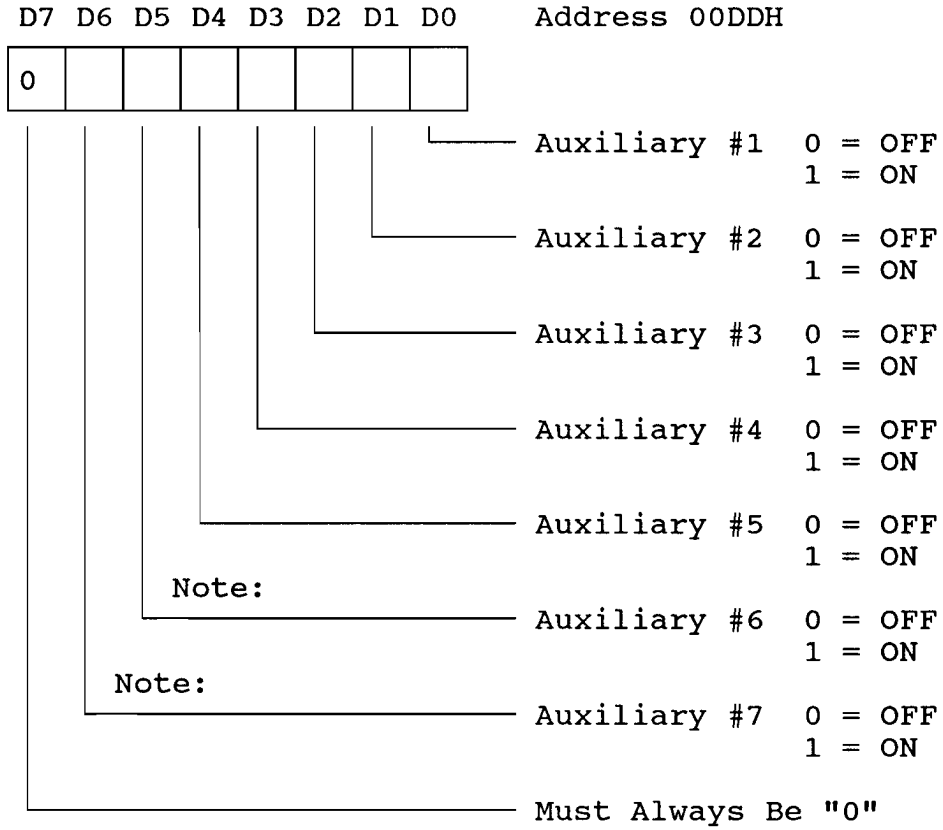 D7 D6 D5 D4 D3 D2 D1 D0 Address 00DDH
0
Auxiliary #1 0 = OFF
1 = ON
Auxiliary #2 0 = OFF
1 = ON
Auxiliary #3 0 = OFF
1 = ON
Auxiliary #4 0 = OFF
1 = ON
Auxiliary #5 0 = OFF
1 = ON
Note:
Auxiliary #6 0 = OFF
1 = ON
Note:
Auxiliary #7 0 = OFF
1 = ON
Must Always Be "0"